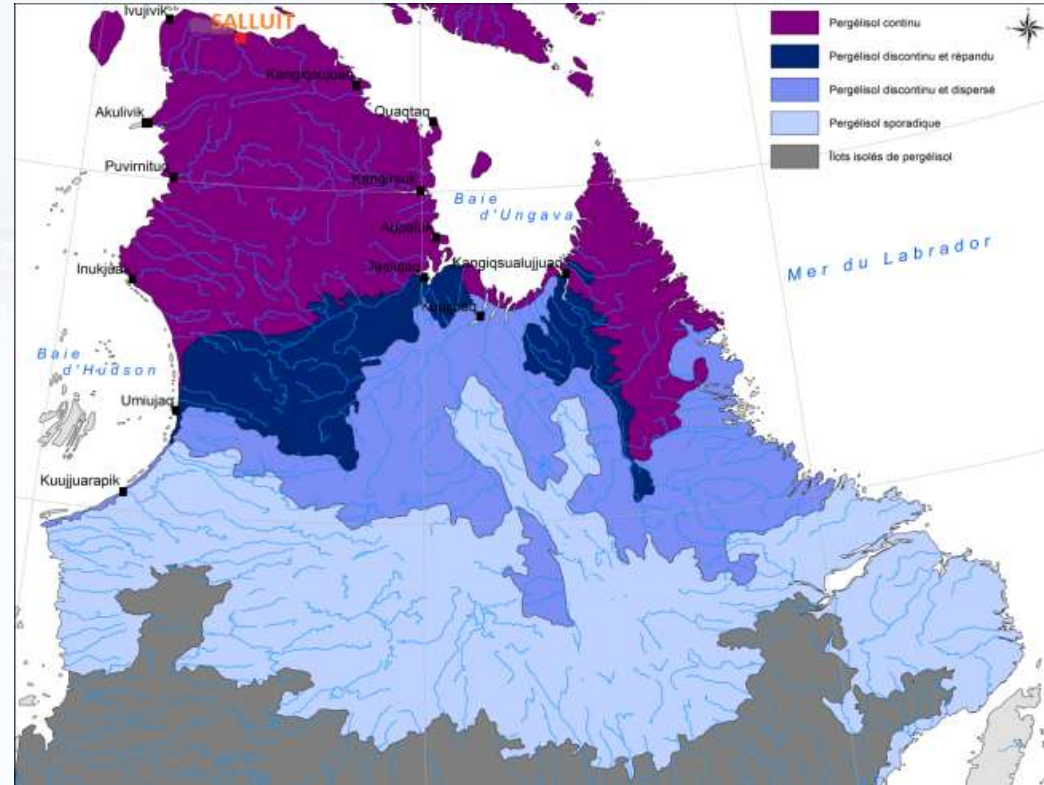 Ivujivik
SALLUIT
Kangiqsujuaq
Akulivik
Quaqtaq
Puvirnituq
Kangirsuk
Baie
d'Ungava
Aupaluk
Inukjuak
Tasiujaq
Kangiqsualujjuaq
Kuujjuaq
Mer du Labrador
Baie
d'Hudson
Umiujaq
Kuujjuarapik
Pergélisol continu
Pergélisol discontinu et répandu
Pergélisol discontinu et dispersé
Pergélisol sporadique
Îlots isolés de pergélisol